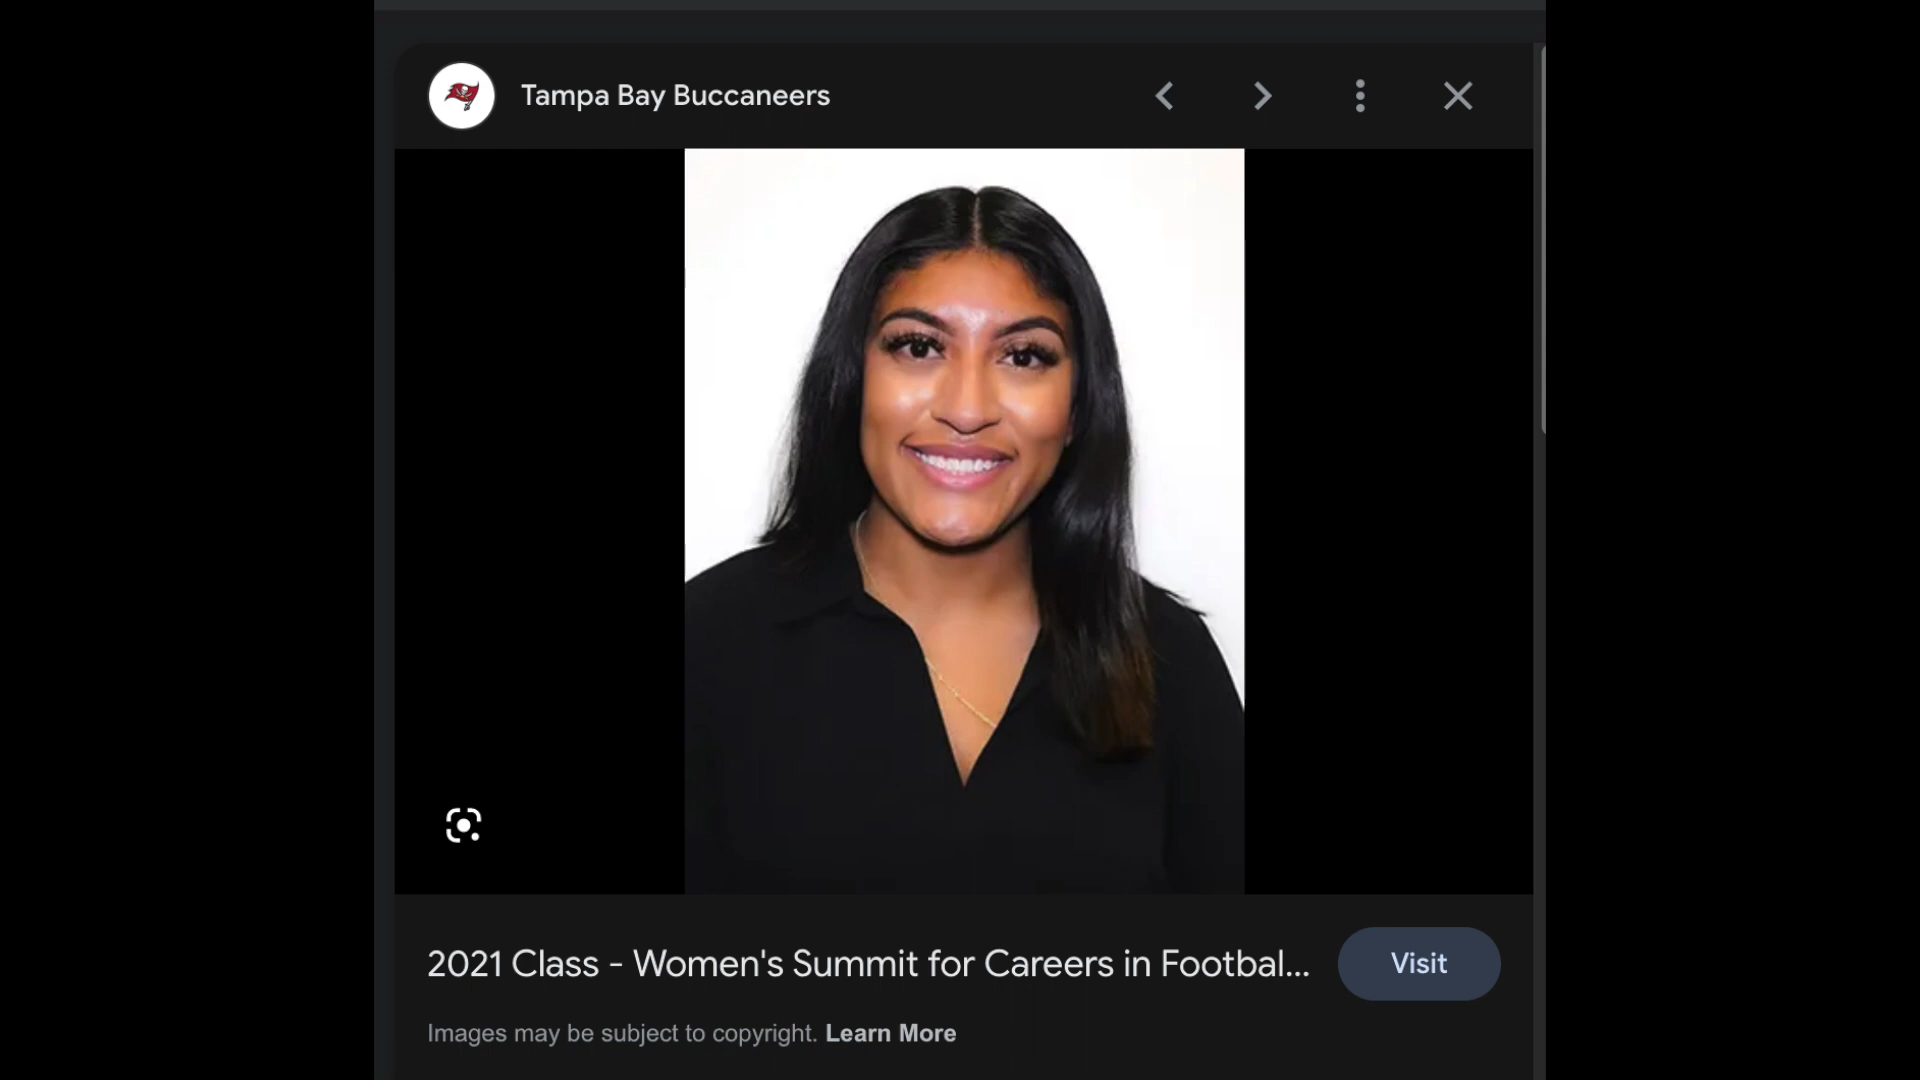 Tampa Bay Buccaneers
2021 Class - Women's Summit for Careers in Footbal...
Visit
Images may be subject to copyright. Learn More